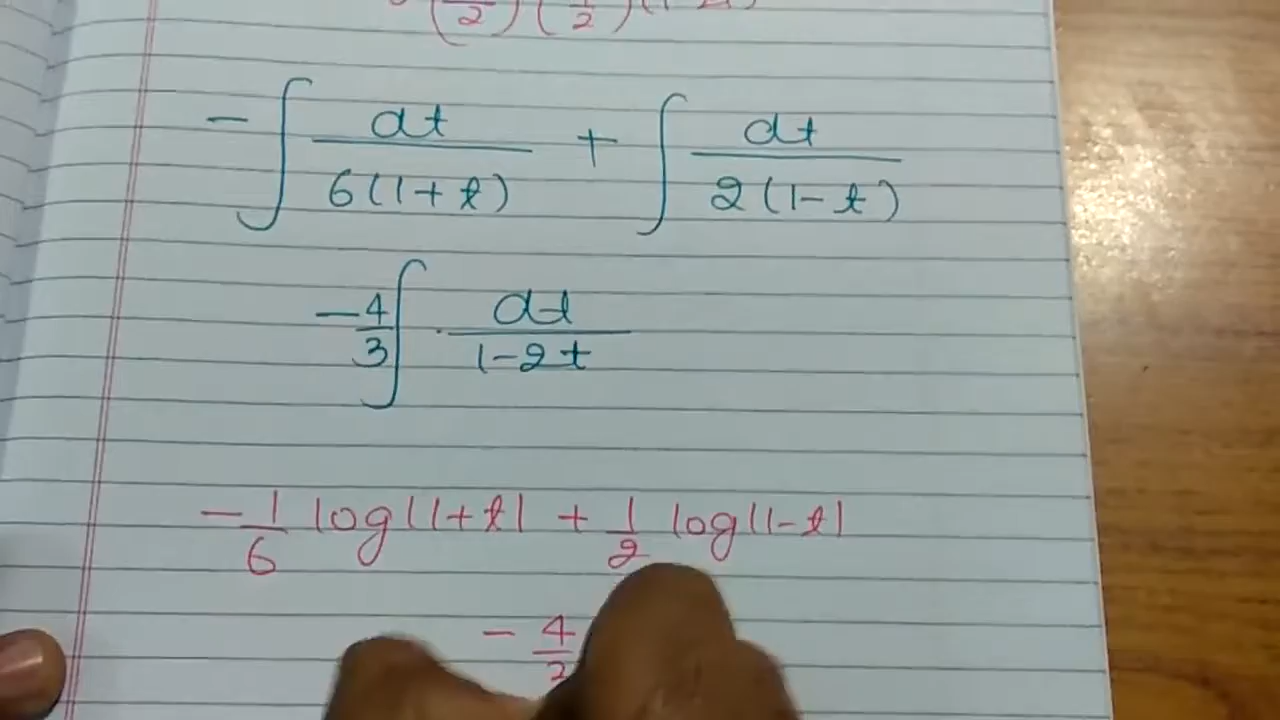 - ∫ dt / 6(1+t) + ∫ dt / 2(1-t)
-4/3 ∫ dt / 1-2t
-1/6 log|1+t| + 1/2 log|1-t|
- 4/